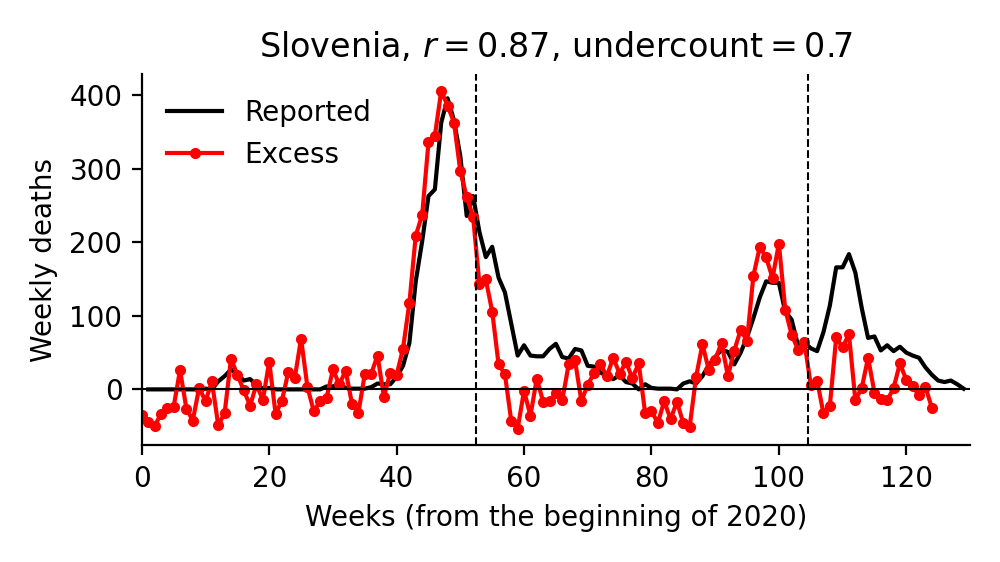 Slovenia, r = 0.87, undercount = 0.7
Reported
Excess
Weekly deaths
400
300
200
100
0
0 20 40 60 80 100 120
Weeks (from the beginning of 2020)